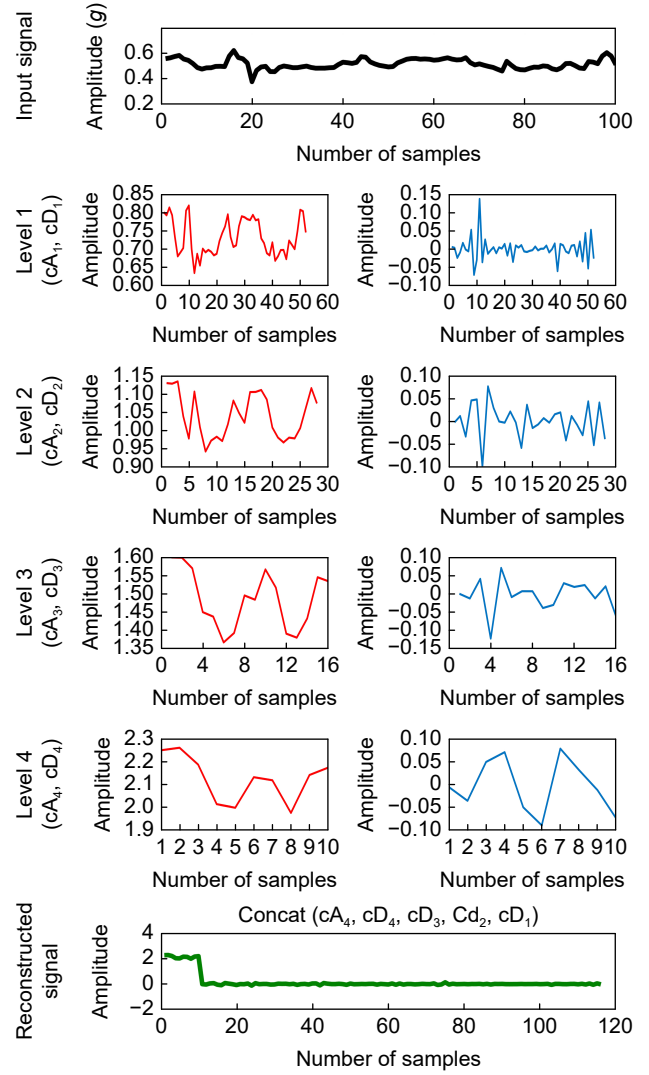 Input signal
Amplitude (g)
0.6
0.4
0.2
0 20 40 60 80 100
Number of samples
Level 1
(cA1, cD1)
Amplitude
0.85
0.80
0.75
0.70
0.65
0.60
0 10 20 30 40 50 60
Number of samples
Amplitude
0.15
0.10
0.05
0
−0.05
−0.10
0 10 20 30 40 50 60
Number of samples
Level 2
(cA2, cD2)
Amplitude
1.15
1.10
1.05
1.00
0.95
0.90
0 5 10 15 20 25 30
Number of samples
Amplitude
0.10
0.05
0
−0.05
−0.10
0 5 10 15 20 25 30
Number of samples
Level 3
(cA3, cD3)
Amplitude
1.60
1.55
1.50
1.45
1.40
1.35
0 4 8 12 16
Number of samples
Amplitude
0.10
0.05
0
−0.05
−0.10
−0.15
0 4 8 12 16
Number of samples
Level 4
(cA4, cD4)
Amplitude
2.3
2.2
2.1
2.0
1.9
1 2 3 4 5 6 7 8 9 10
Number of samples
Amplitude
0.10
0.05
0
−0.05
−0.10
1 2 3 4 5 6 7 8 9 10
Number of samples
Concat (cA4, cD4, cD3, Cd2, cD1)
Reconstructed
signal
Amplitude
4
2
0
−2
0 20 40 60 80 100 120
Number of samples